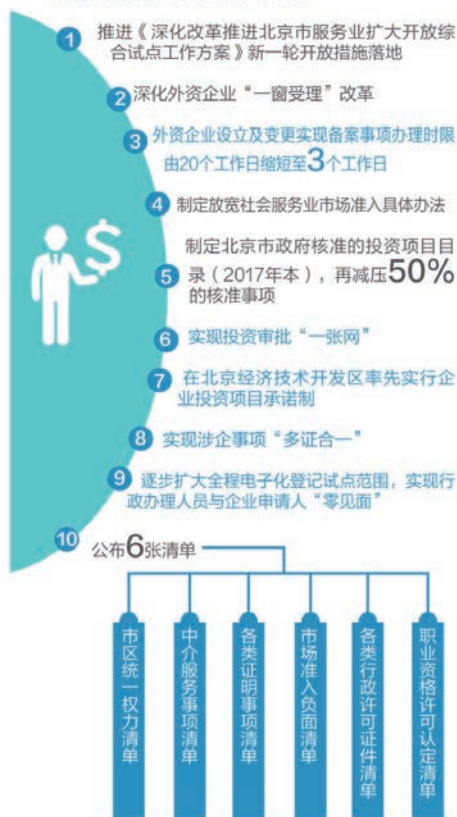 1 推进《深化改革推进北京市服务业扩大开放综
合试点工作方案》新一轮开放措施落地
2 深化外资企业“一窗受理”改革
3 外资企业设立及变更实现备案事项办理时限
由20个工作日缩短至3个工作日
4 制定放宽社会服务业市场准入具体办法
制定北京市政府核准的投资项目目
5 录（2017年本），再减压50%
的核准事项
6 实现投资审批“一张网”
7 在北京经济技术开发区率先实行企
业投资项目承诺制
8 实现涉企事项“多证合一”
9 逐步扩大全程电子化登记试点范围，实现行
政办理人员与企业申请人“零见面”
10 公布6张清单
市区统一权力清单
中介服务事项清单
各类证明事项清单
市场准入负面清单
各类行政许可证件清单
职业资格许可认定清单